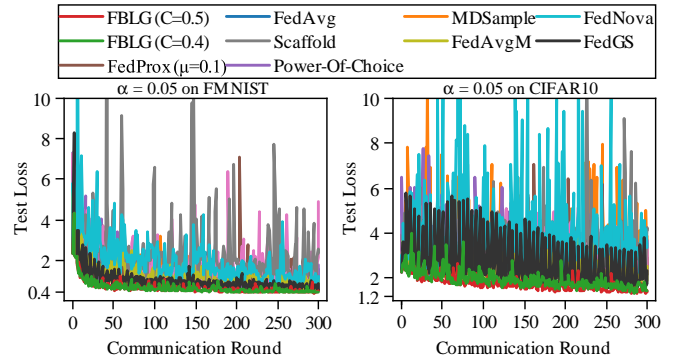 FBLG (C=0.5) FedAvg MDSample FedNova
FBLG (C=0.4) Scaffold FedAvgM FedGS
FedProx (μ=0.1) Power-Of-Choice
α = 0.05 on FMNIST
10
8
6
4
2
0.4
Test Loss
0 50 100 150 200 250 300
Communication Round
α = 0.05 on CIFAR10
10
8
6
4
2
1.2
Test Loss
0 50 100 150 200 250 300
Communication Round